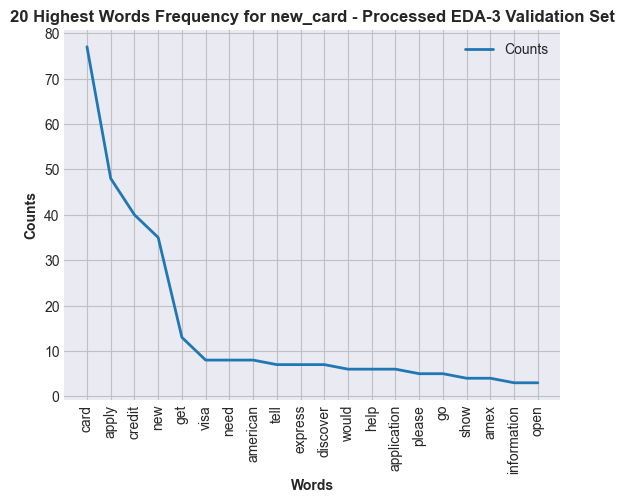 20 Highest Words Frequency for new_card - Processed EDA-3 Validation Set
Counts
80
70
60
50
40
30
20
10
0
Counts
card
apply
credit
new
get
visa
need
american
tell
express
discover
would
help
application
please
go
show
amex
information
open
Words